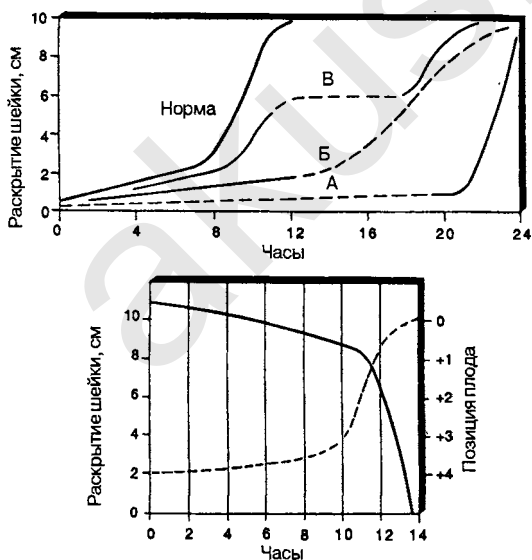 Раскрытие шейки, см
10
8
6
4
2
0
Норма
В
Б
А
0 4 8 12 16 20 24
Часы
Раскрытие шейки, см
10
8
6
4
2
0
0
+1
+2
+3
+4
Позиция плода
0 2 4 6 8 10 12 14
Часы
akus